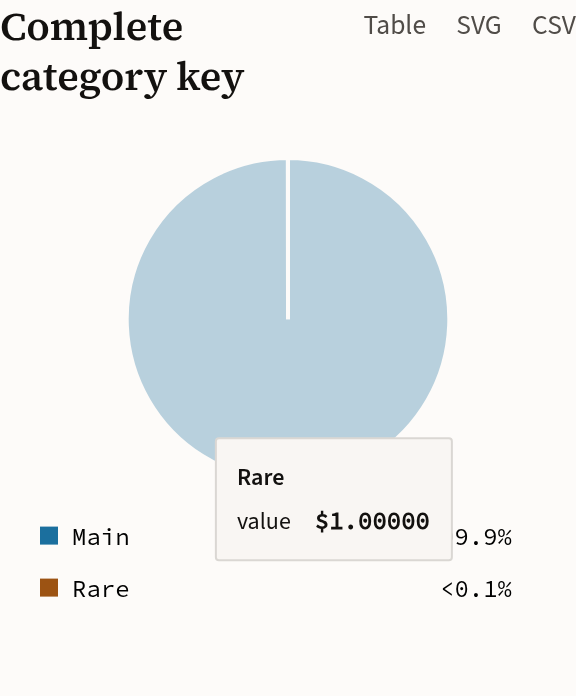 Complete
category key
Table SVG CSV
Rare
value $1.00000
Main 9.9%
Rare <0.1%